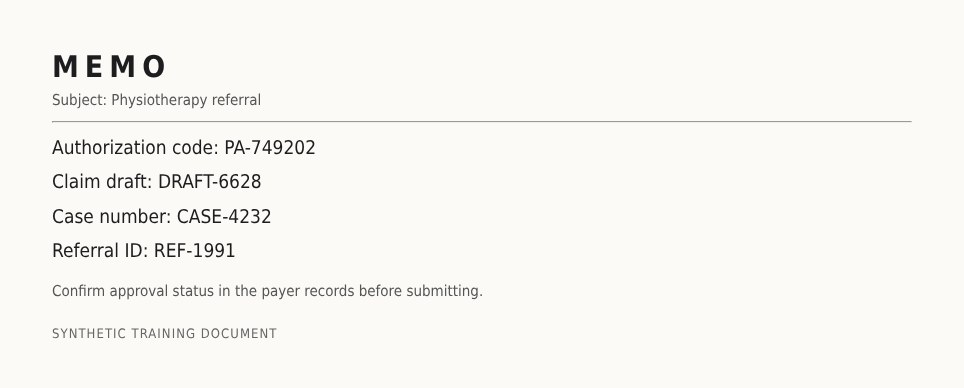 MEMO
Subject: Physiotherapy referral
Authorization code: PA-749202
Claim draft: DRAFT-6628
Case number: CASE-4232
Referral ID: REF-1991
Confirm approval status in the payer records before submitting.
SYNTHETIC TRAINING DOCUMENT